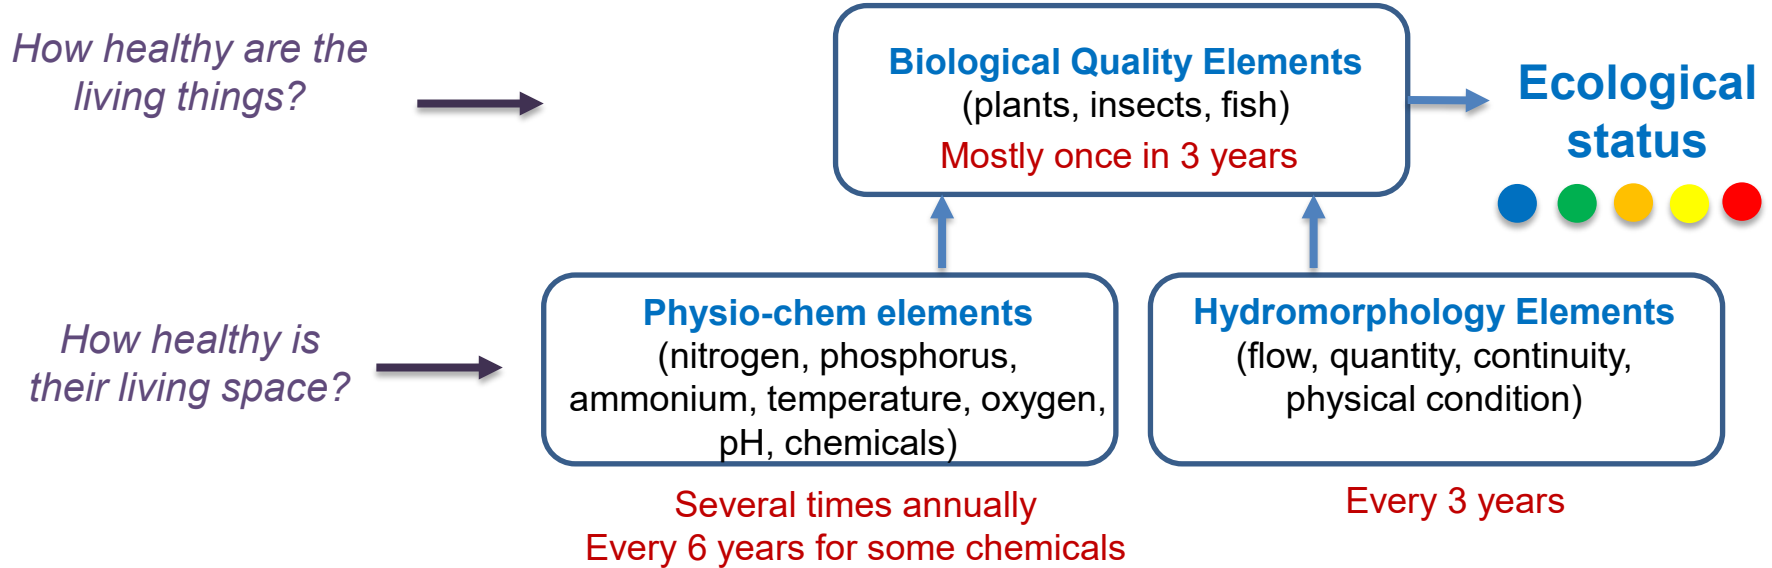 How healthy are the
living things?
Biological Quality Elements
(plants, insects, fish)
Mostly once in 3 years
Ecological
status
How healthy is
their living space?
Physio-chem elements
(nitrogen, phosphorus,
ammonium, temperature, oxygen,
pH, chemicals)
Several times annually
Every 6 years for some chemicals
Hydromorphology Elements
(flow, quantity, continuity,
physical condition)
Every 3 years